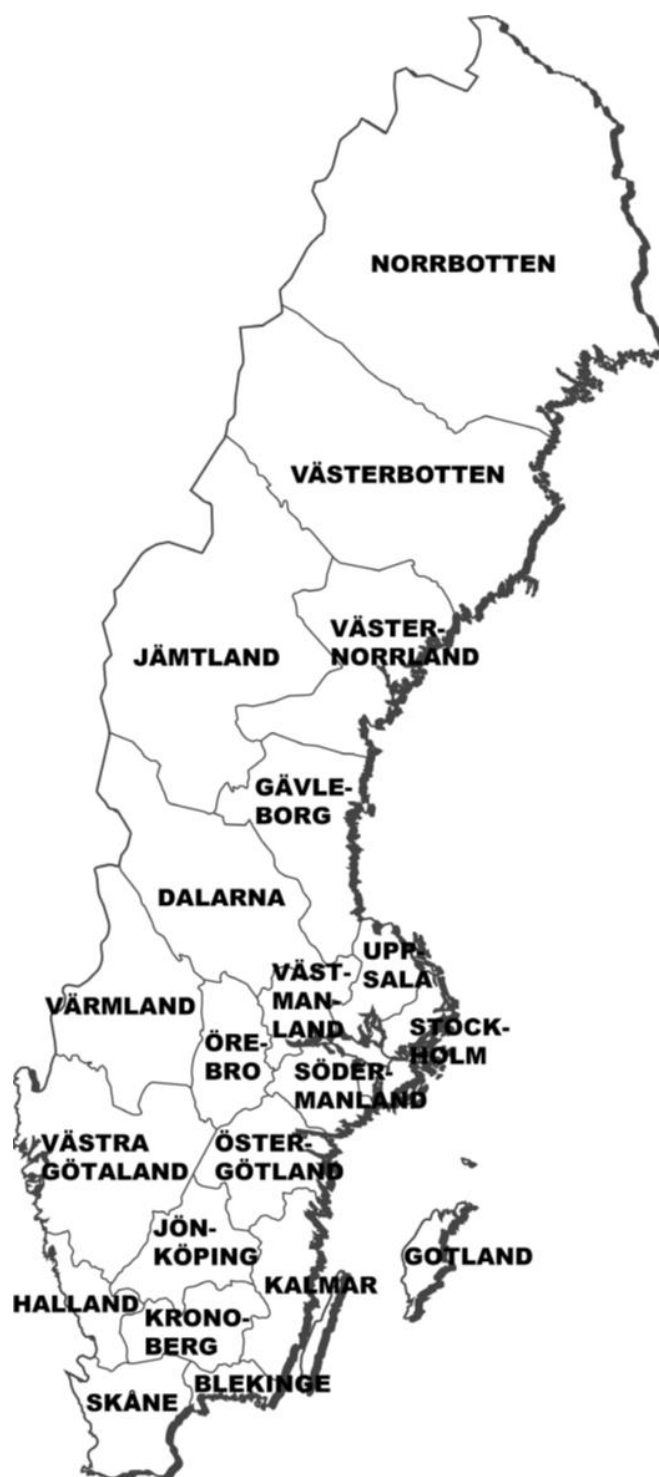 NORRBOTTEN
VÄSTERBOTTEN
VÄSTER-
NORRLAND
JÄMTLAND
GÄVLE-
BORG
DALARNA
UPP-
SALA
VÄST-
MAN-
LAND
VÄRMLAND
ÖRE-
BRO
STOCK-
HOLM
SÖDER-
MANLAND
VÄSTRA
GÖTALAND
ÖSTER-
GÖTLAND
JÖN-
KÖPING
GOTLAND
KALMAR
HALLAND
KRONO-
BERG
BLEKINGE
SKÅNE